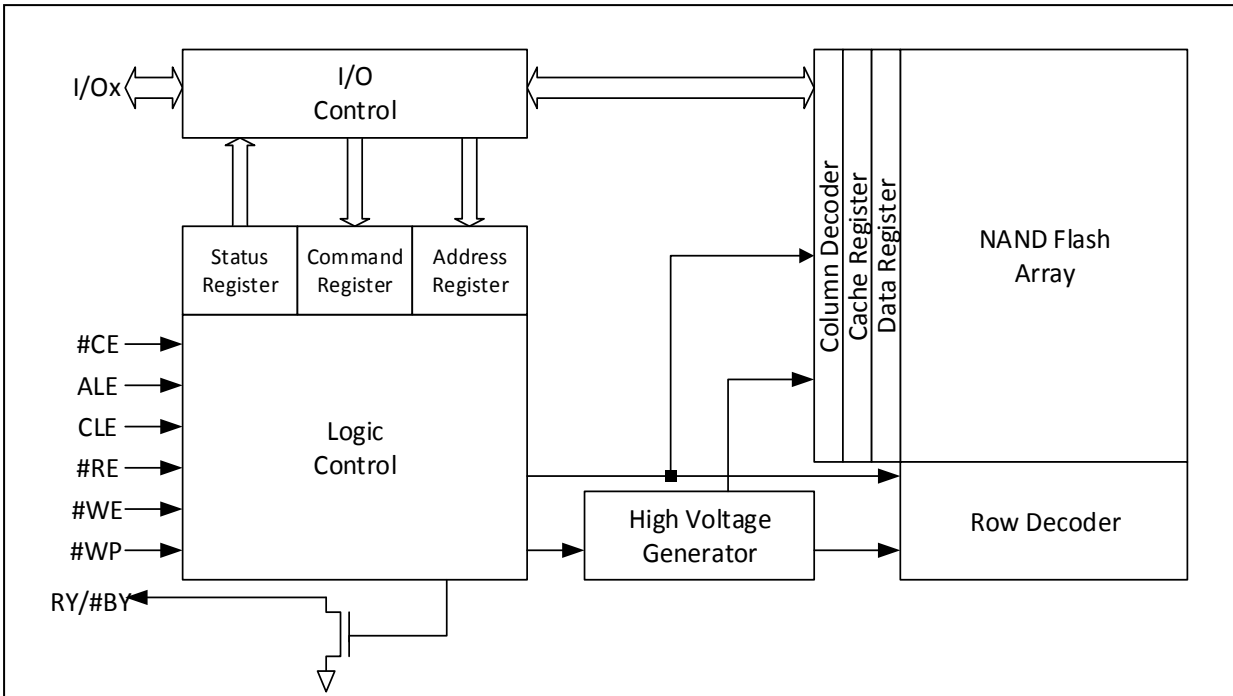 I/Ox
I/O
Control
Status
Register
Command
Register
Address
Register
#CE
ALE
CLE
#RE
#WE
#WP
RY/#BY
Logic
Control
High Voltage
Generator
Column Decoder
Cache Register
Data Register
NAND Flash
Array
Row Decoder